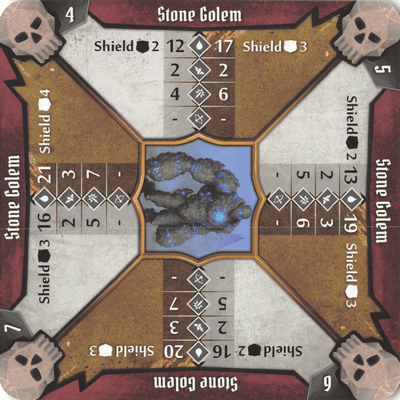 4 Stone Golem
Shield 2 12 17 Shield 3
2 2
4 6
- -
5 Stone Golem
Shield 2 13 19 Shield 3
2 3
5 6
- -
6 Stone Golem
Shield 2 16 20 Shield 3
2 3
5 7
- -
7 Stone Golem
Shield 3 16 21 Shield 4
2 3
5 7
- -